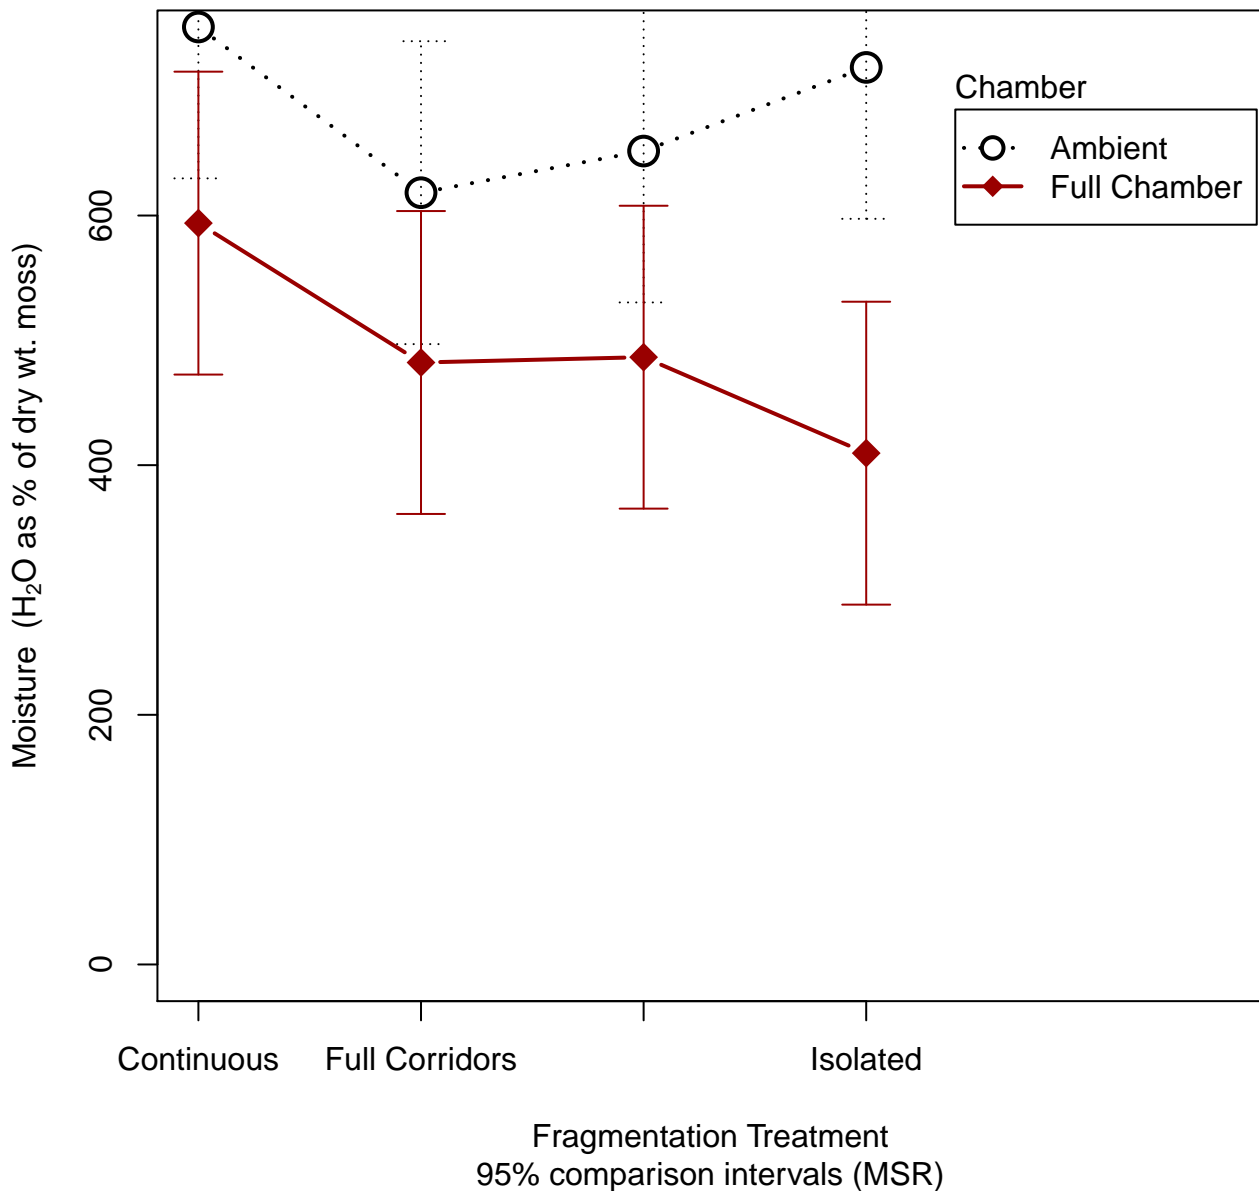 Chamber
Ambient
Full Chamber
Moisture (H₂O as % of dry wt. moss)
600
400
200
0
Continuous Full Corridors Isolated
Fragmentation Treatment
95% comparison intervals (MSR)